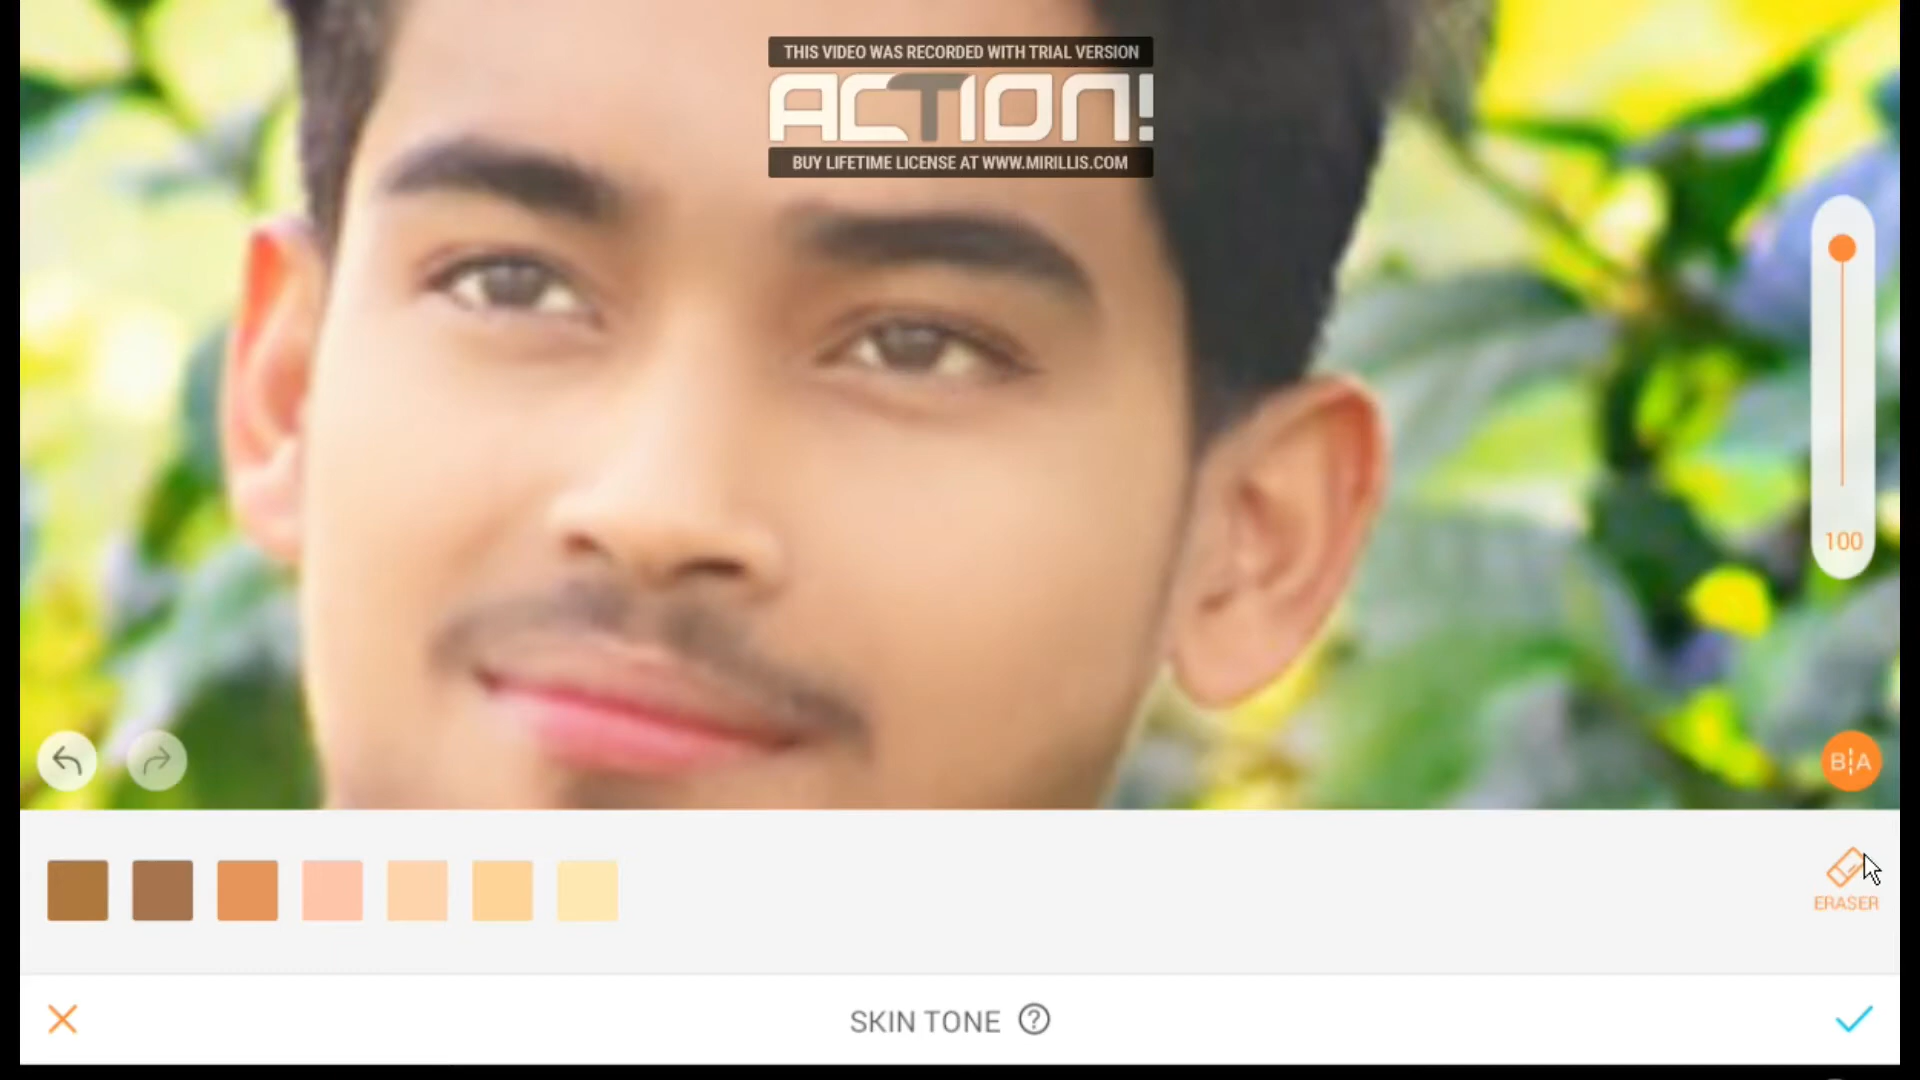 THIS VIDEO WAS RECORDED WITH TRIAL VERSION
ACTION!
BUY LIFETIME LICENSE AT WWW.MIRILLIS.COM
100
B|A
ERASER
SKIN TONE ?